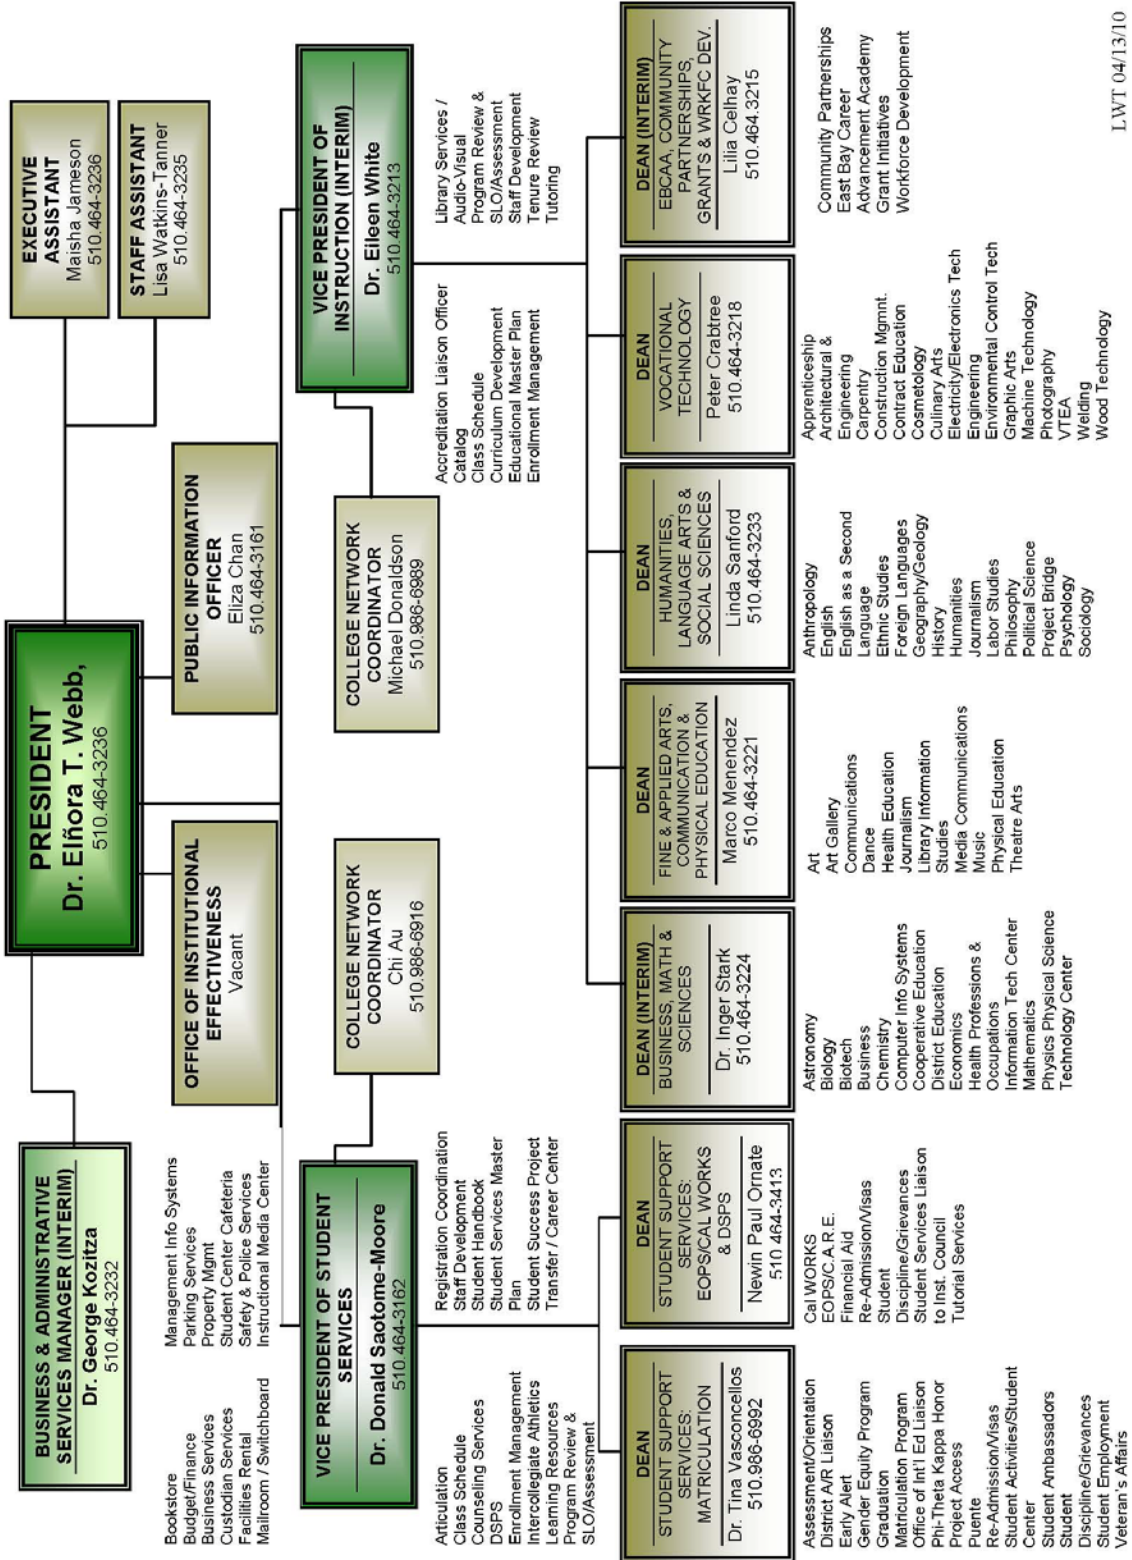 PRESIDENT
Dr. Elñora T. Webb,
510.464-3236
BUSINESS & ADMINISTRATIVE
SERVICES MANAGER (INTERIM)
Dr. George Kozitza
510.464-3232
Bookstore
Budget/Finance
Business Services
Custodian Services
Facilities Rental
Mailroom / Switchboard
Management Info Systems
Parking Services
Property Mgmt
Student Center Cafeteria
Safety & Police Services
Instructional Media Center
OFFICE OF INSTITUTIONAL
EFFECTIVENESS
Vacant
PUBLIC INFORMATION
OFFICER
Eliza Chan
510.464-3161
EXECUTIVE
ASSISTANT
Maisha Jameson
510.464-3236
STAFF ASSISTANT
Lisa Watkins-Tanner
510.464-3235
VICE PRESIDENT OF STUDENT
SERVICES
Dr. Donald Saotome-Moore
510.464-3162
COLLEGE NETWORK
COORDINATOR
Chi Au
510.986-6916
COLLEGE NETWORK
COORDINATOR
Michael Donaldson
510.986-6989
VICE PRESIDENT OF
INSTRUCTION (INTERIM)
Dr. Eileen White
510.464-3213
Articulation
Class Schedule
Counseling Services
DSPS
Enrollment Management
Intercollegiate Athletics
Learning Resources
Program Review &
SLO/Assessment
Registration Coordination
Staff Development
Student Handbook
Student Services Master
Plan
Student Success Project
Transfer / Career Center
Accreditation Liaison Officer
Catalog
Class Schedule
Curriculum Development
Educational Master Plan
Enrollment Management
Library Services /
Audio-Visual
Program Review &
SLO/Assessment
Staff Development
Tenure Review
Tutoring
DEAN
STUDENT SUPPORT
SERVICES:
MATRICULATION
Dr. Tina Vasconcellos
510.986-6992
Assessment/Orientation
District A/R Liaison
Early Alert
Gender Equity Program
Graduation
Matriculation Program
Office of Int'l Ed Liaison
Phi-Theta Kappa Honor
Project Access
Puente
Re-Admission/Visas
Student Activities/Student
Center
Student Ambassadors
Student
Discipline/Grievances
Student Employment
Veteran's Affairs
DEAN
STUDENT SUPPORT
SERVICES:
EOPS/CAL WORKS
& DSPS
Newin Paul Ornate
510 464-3413
Cal WORKS
EOPS/C.A.R.E.
Financial Aid
Re-Admission/Visas
Student
Discipline/Grievances
Student Services Liaison
to Inst. Council
Tutorial Services
DEAN (INTERIM)
BUSINESS, MATH &
SCIENCES
Dr. Inger Stark
510.464-3224
Astronomy
Biology
Biotech
Business
Chemistry
Computer Info Systems
Cooperative Education
District Education
Economics
Health Professions &
Occupations
Information Tech Center
Mathematics
Physics Physical Science
Technology Center
DEAN
FINE & APPLIED ARTS,
COMMUNICATION &
PHYSICAL EDUCATION
Marco Menendez
510.464-3221
Art
Art Gallery
Communications
Dance
Health Education
Journalism
Library Information
Studies
Media Communications
Music
Physical Education
Theatre Arts
DEAN
HUMANITIES,
LANGUAGE ARTS &
SOCIAL SCIENCES
Linda Sanford
510.464-3233
Anthropology
English
English as a Second
Language
Ethnic Studies
Foreign Languages
Geography/Geology
History
Humanities
Journalism
Labor Studies
Philosophy
Political Science
Project Bridge
Psychology
Sociology
DEAN
VOCATIONAL
TECHNOLOGY
Peter Crabtree
510.464-3218
Apprenticeship
Architectural &
Engineering
Carpentry
Construction Mgmnt.
Contract Education
Cosmetology
Culinary Arts
Electricity/Electronics Tech
Engineering
Environmental Control Tech
Graphic Arts
Machine Technology
Photography
VTEA
Welding
Wood Technology
DEAN (INTERIM)
EBCAA, COMMUNITY
PARTNERSHIPS,
GRANTS & WRKFC DEV.
Lilia Celhay
510.464.3215
Community Partnerships
East Bay Career
Advancement Academy
Grant Initiatives
Workforce Development
LWT 04/13/10